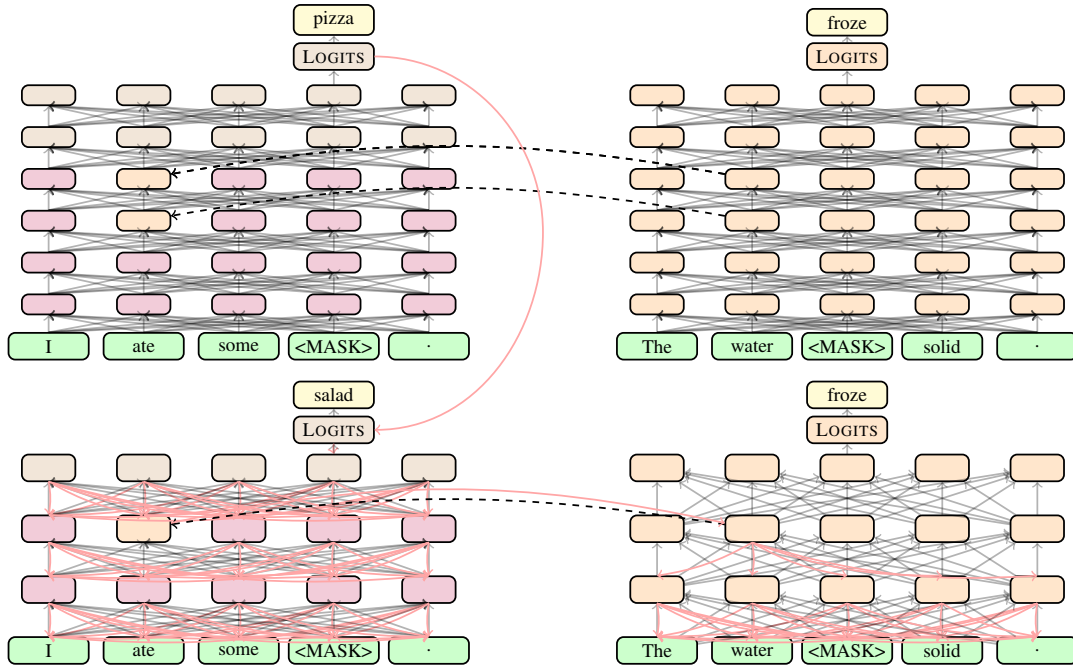 pizza
LOGITS
I ate some <MASK> .
froze
LOGITS
The water <MASK> solid .
salad
LOGITS
I ate some <MASK> .
froze
LOGITS
The water <MASK> solid .